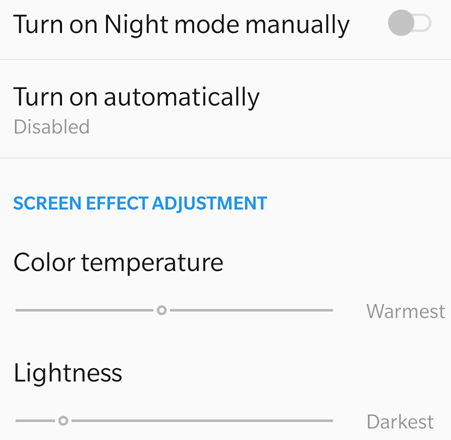 Turn on Night mode manually
Turn on automatically
Disabled
SCREEN EFFECT ADJUSTMENT
Color temperature
Warmest
Lightness
Darkest